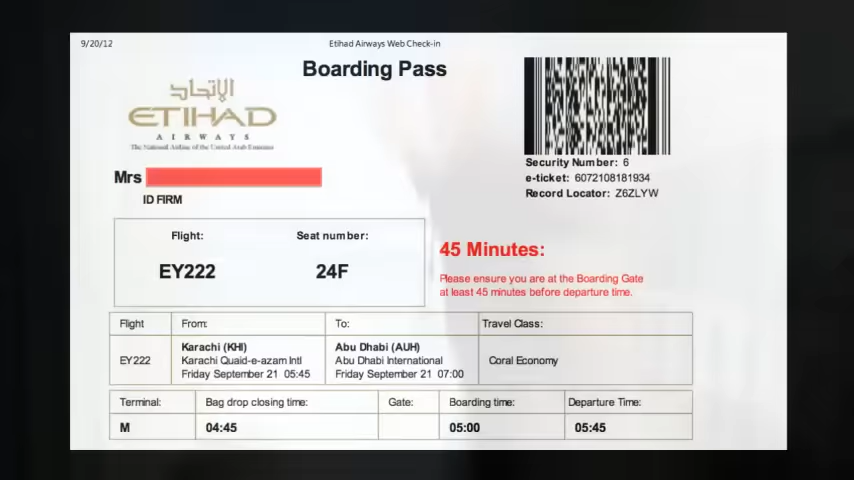 9/20/12
Etihad Airways Web Check-in
Boarding Pass
الإتحاد
ETIHAD
AIRWAYS
The National Airline of the United Arab Emirates
Security Number: 6
e-ticket: 6072108181934
Record Locator: Z6ZLYW
Mrs
ID FIRM
Flight:
Seat number:
EY222
24F
45 Minutes:
Please ensure you are at the Boarding Gate
at least 45 minutes before departure time.
Flight
From:
To:
Travel Class:
EY222
Karachi (KHI)
Karachi Quaid-e-azam Intl
Friday September 21 05:45
Abu Dhabi (AUH)
Abu Dhabi International
Friday September 21 07:00
Coral Economy
Terminal:
Bag drop closing time:
Gate:
Boarding time:
Departure Time:
M
04:45
05:00
05:45